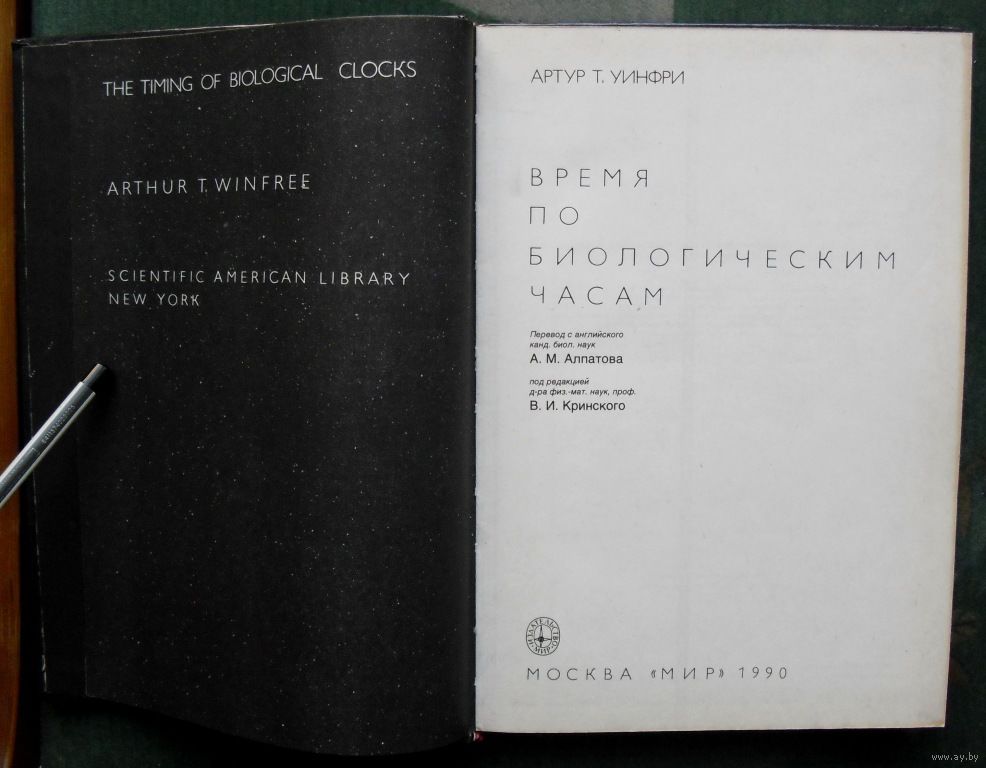 THE TIMING OF BIOLOGICAL CLOCKS
ARTHUR T. WINFREE
SCIENTIFIC AMERICAN LIBRARY
NEW YORK
АРТУР Т. УИНФРИ
ВРЕМЯ
ПО
БИОЛОГИЧЕСКИМ
ЧАСАМ
Перевод с английского
канд. биол. наук
А. М. Алпатова
под редакцией
д-ра физ.-мат. наук, проф.
В. И. Кринского
ИЗДАТЕЛЬСТВО
МИР
МОСКВА «МИР» 1990
www.ay.by